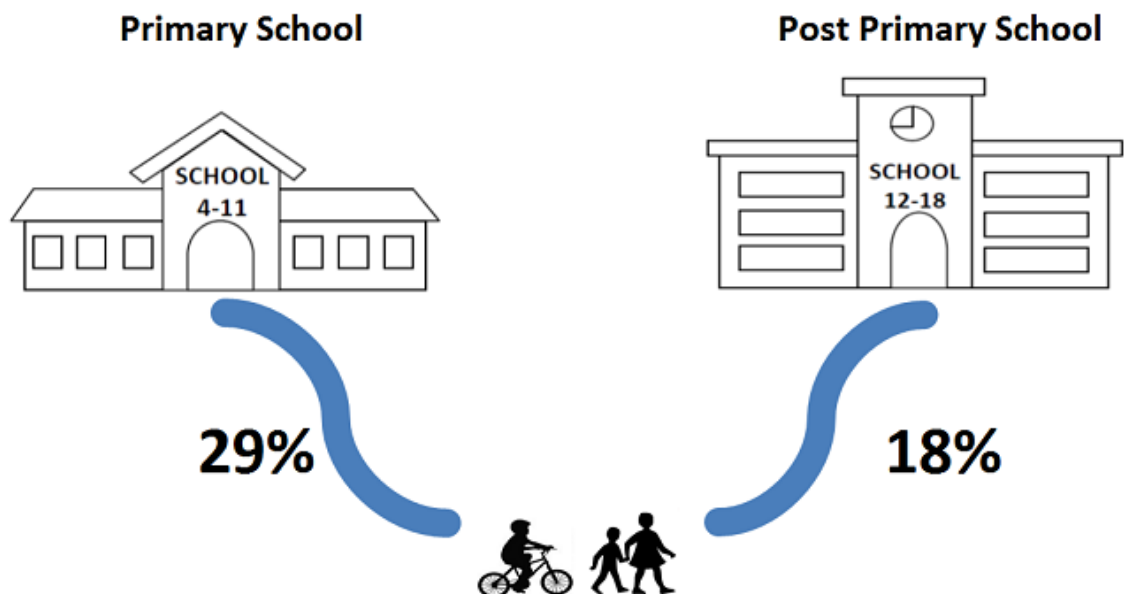 Primary School
Post Primary School
SCHOOL
4-11
SCHOOL
12-18
29%
18%